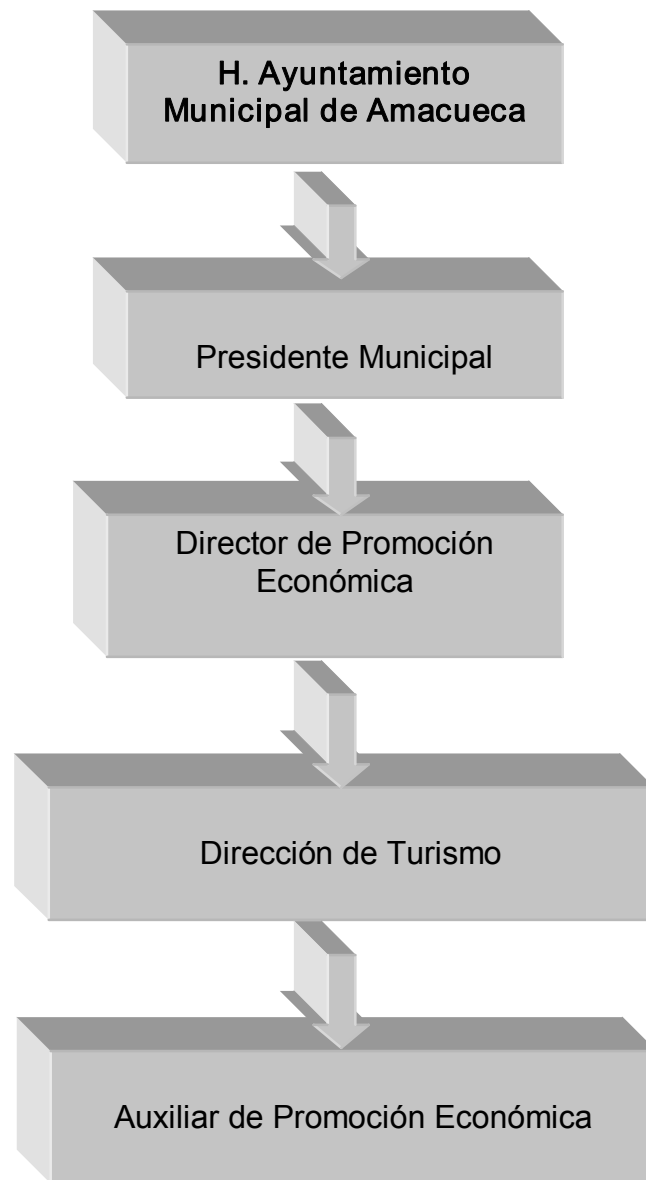 H. Ayuntamiento
Municipal de Amacueca
Presidente Municipal
Director de Promoción
Económica
Dirección de Turismo
Auxiliar de Promoción Económica